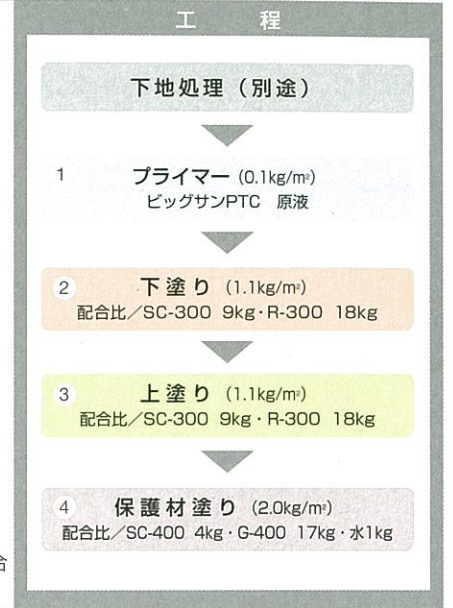 工程
下地処理（別途）
1 プライマー（0.1kg/m²）
ビッグサンPTC 原液
2 下塗り（1.1kg/m²）
配合比／SC-300 9kg・R-300 18kg
3 上塗り（1.1kg/m²）
配合比／SC-300 9kg・R-300 18kg
4 保護材塗り（2.0kg/m²）
配合比／SC-400 4kg・G-400 17kg・水1kg
合